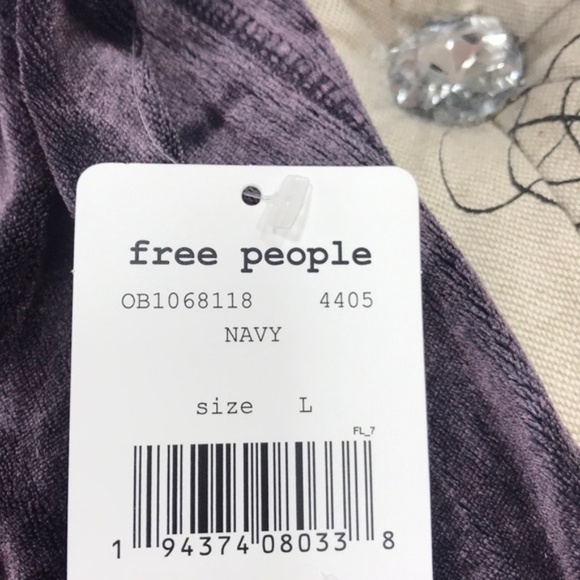 free people
OB1068118 4405
NAVY
size L
FL_7
1 94374 08033 8